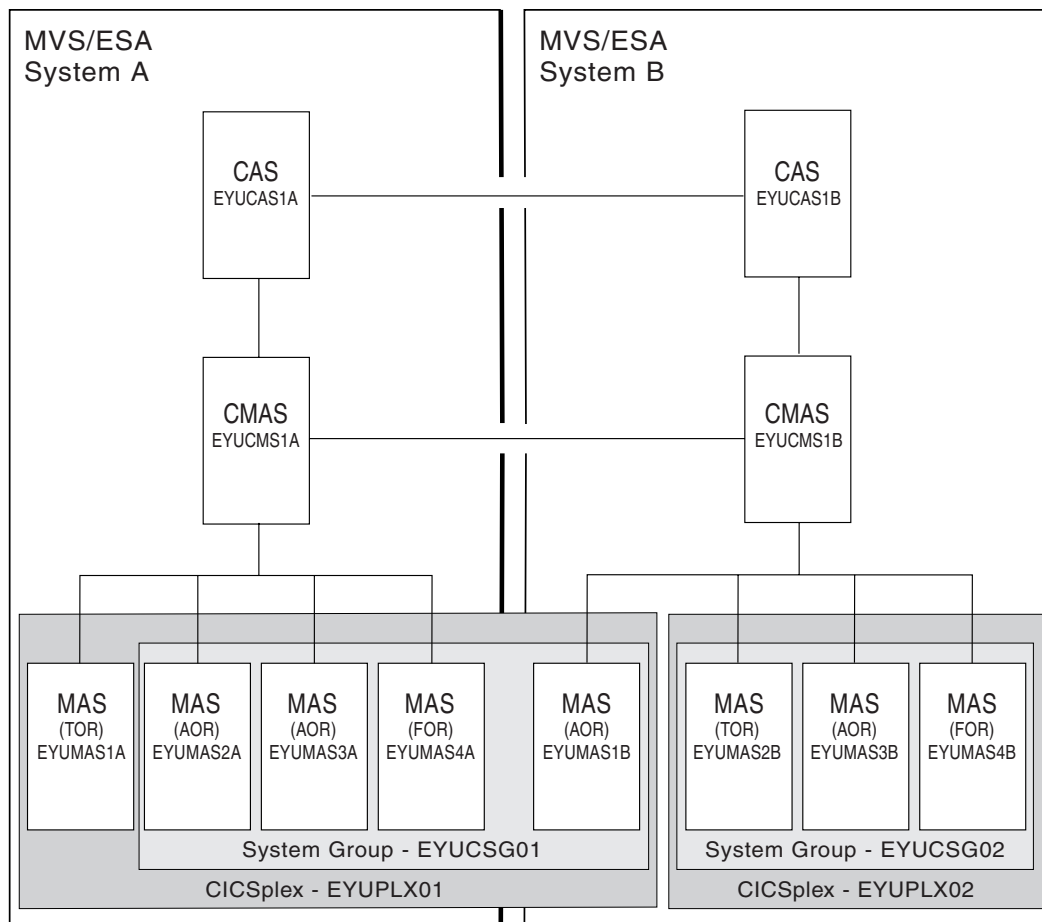 MVS/ESA
System A
MVS/ESA
System B
CAS
EYUCAS1A
CAS
EYUCAS1B
CMAS
EYUCMS1A
CMAS
EYUCMS1B
MAS
(TOR)
EYUMAS1A
MAS
(AOR)
EYUMAS2A
MAS
(AOR)
EYUMAS3A
MAS
(FOR)
EYUMAS4A
MAS
(AOR)
EYUMAS1B
MAS
(TOR)
EYUMAS2B
MAS
(AOR)
EYUMAS3B
MAS
(FOR)
EYUMAS4B
System Group - EYUCSG01
System Group - EYUCSG02
CICSplex - EYUPLX01
CICSplex - EYUPLX02